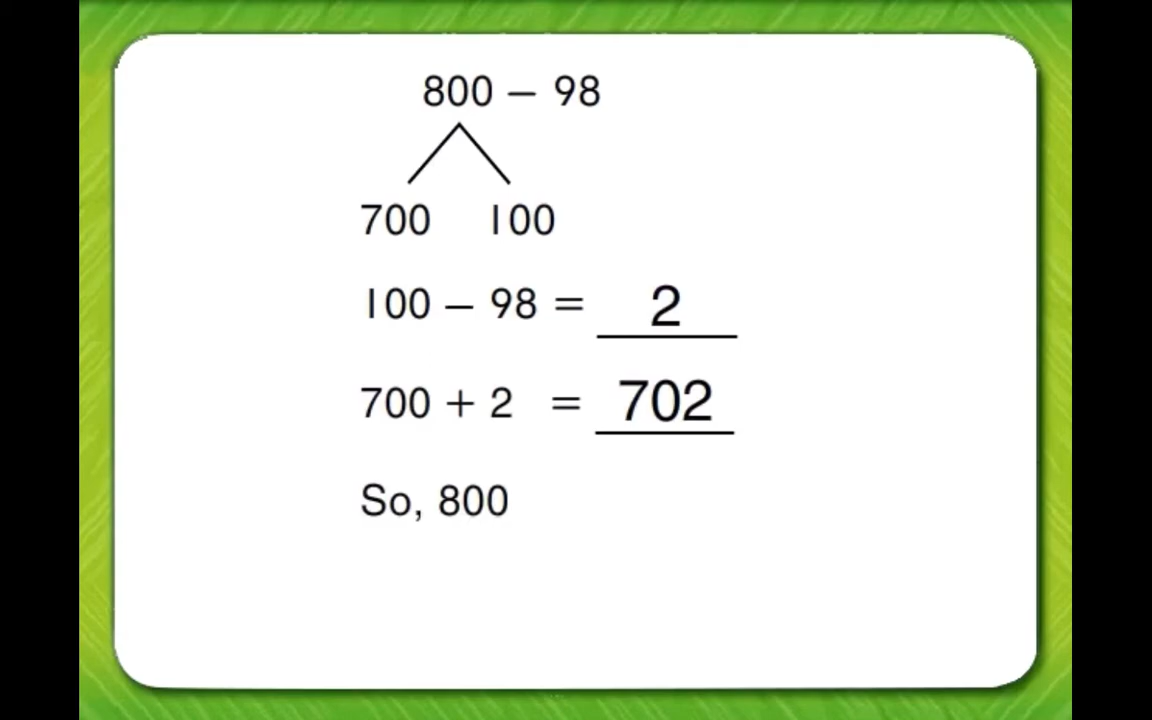 800 – 98
700 100
100 – 98 = 2
700 + 2 = 702
So, 800